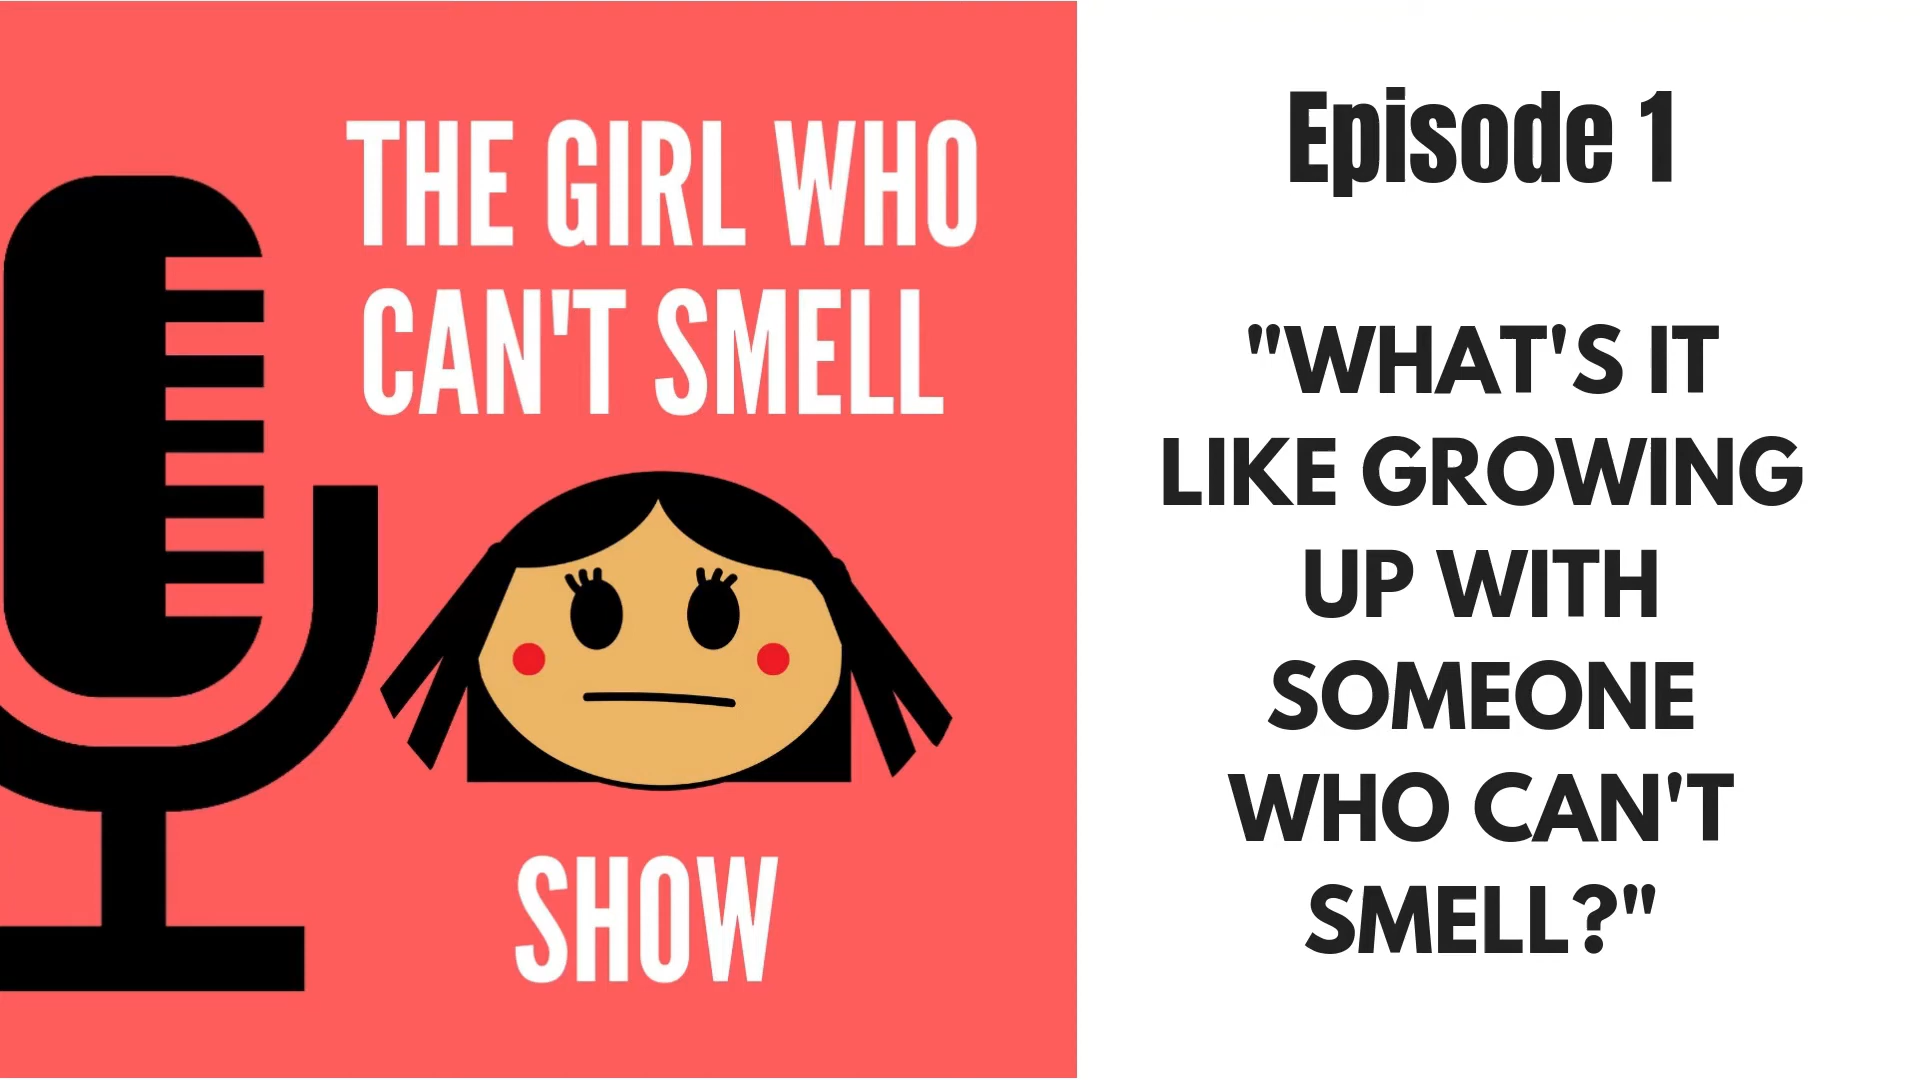 THE GIRL WHO
CAN'T SMELL
SHOW
Episode 1
"WHAT'S IT
LIKE GROWING
UP WITH
SOMEONE
WHO CAN'T
SMELL?"